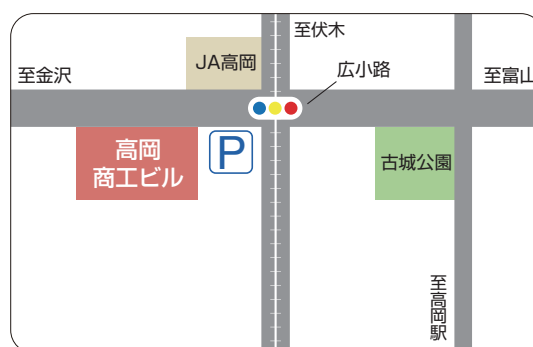 至伏木
JA高岡
至金沢
広小路
至富山
高岡
商工ビル
P
古城公園
至高岡駅